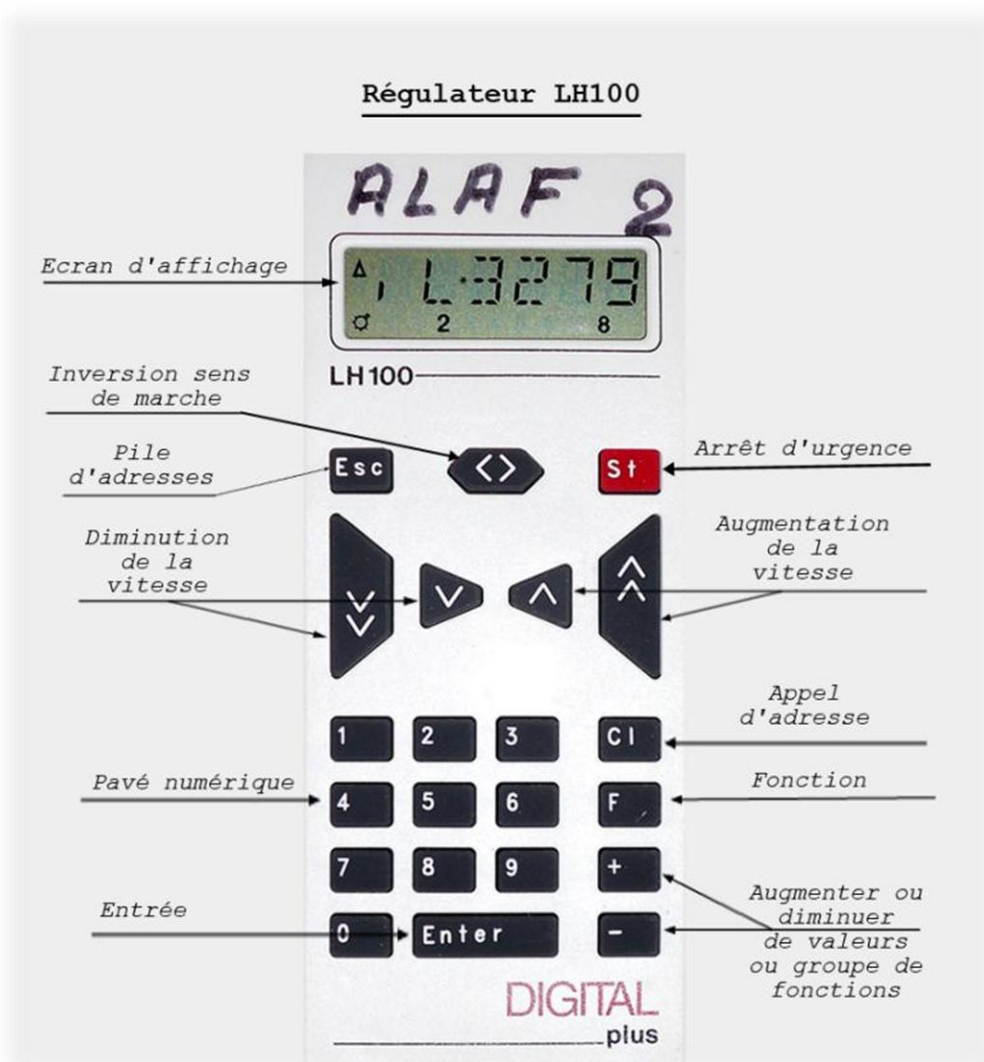 Régulateur LH100
ALAF 2
Ecran d'affichage
L·3279
2 8
LH100
Inversion sens
de marche
Pile
d'adresses
Esc
<>
St
Arrêt d'urgence
Diminution
de la
vitesse
Augmentation
de la
vitesse
1 2 3 Cl
Appel
d'adresse
Pavé numérique
4 5 6 F
Fonction
7 8 9 +
Entrée
0 Enter -
Augmenter ou
diminuer
de valeurs
ou groupe de
fonctions
DIGITAL
plus